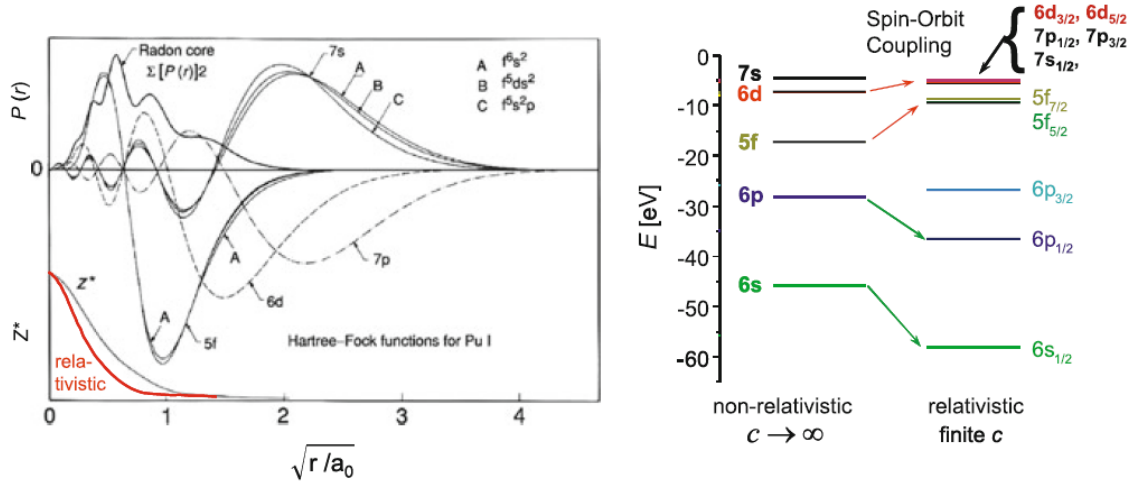 Radon core
Σ [P (r)]2
7s
A
B
C
A f⁶s²
B f⁵ds²
C f⁵s²p
P (r)
0
A
7p
6d
Z*
A
5f
Hartree–Fock functions for Pu I
Z*
rela-
tivistic
0 1 2 3 4
√r/a₀
Spin-Orbit
Coupling
6d₃/₂, 6d₅/₂
7p₁/₂, 7p₃/₂
7s₁/₂,
0
-10
-20
-30
-40
-50
-60
E [eV]
7s
6d
5f
6p
6s
5f₇/₂
5f₅/₂
6p₃/₂
6p₁/₂
6s₁/₂
non-relativistic
c → ∞
relativistic
finite c